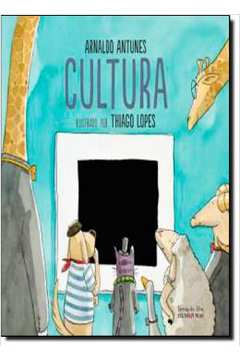 ARNALDO ANTUNES
CULTURA
ILUSTRADO POR THIAGO LOPES